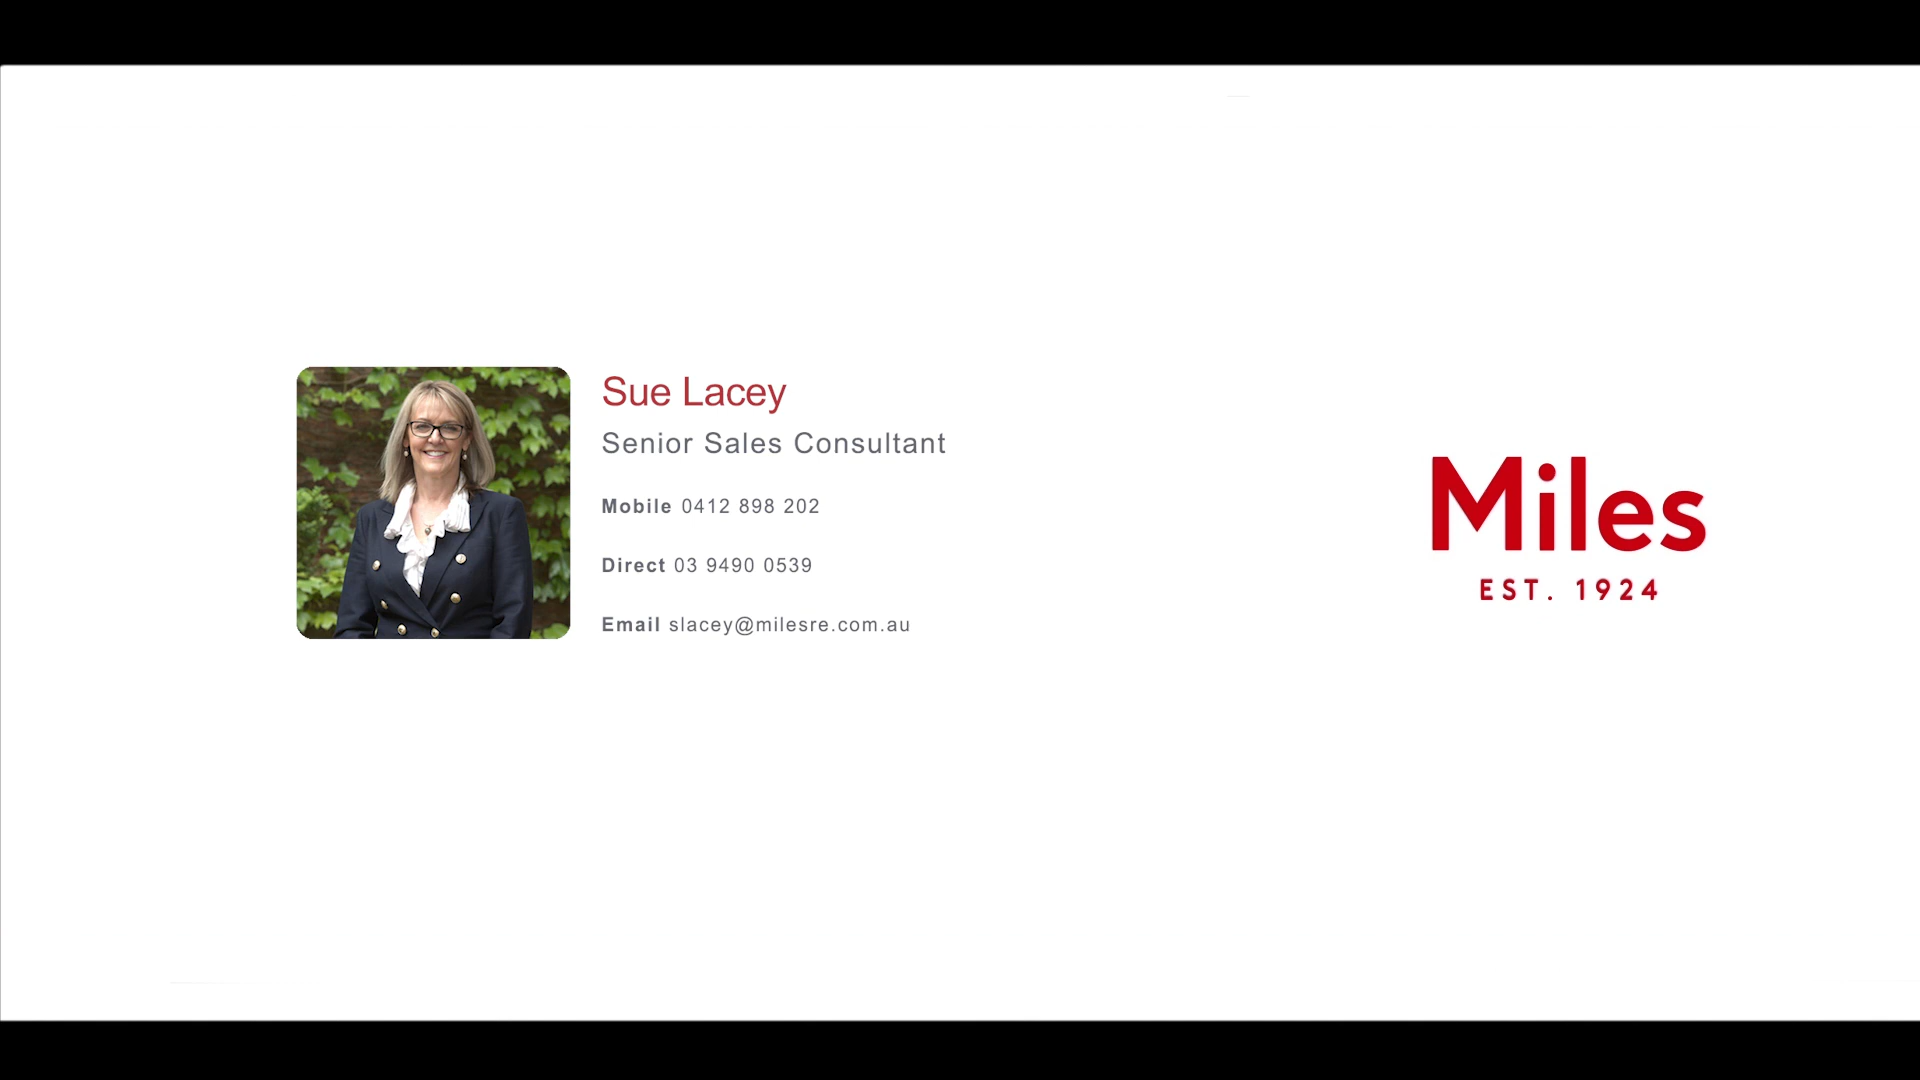 Sue Lacey
Senior Sales Consultant
Mobile 0412 898 202
Direct 03 9490 0539
Email slacey@milesre.com.au
Miles
EST. 1924